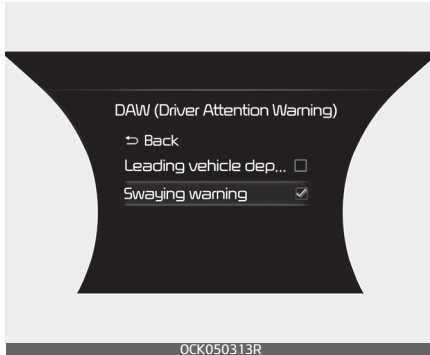 DAW (Driver Attention Warning)
⮌ Back
Leading vehicle dep...
Swaying warning
OCK050313R